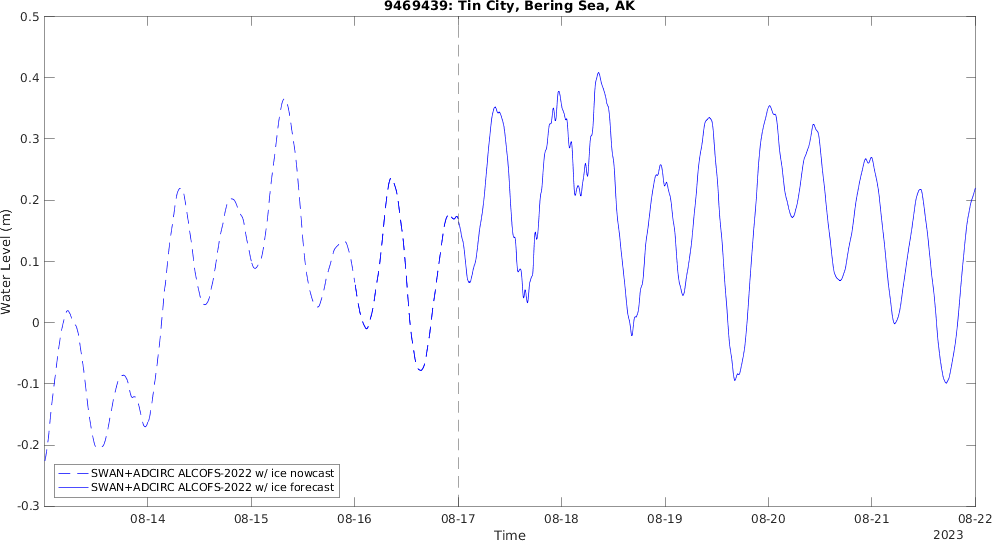 9469439: Tin City, Bering Sea, AK
0.5
0.4
0.3
0.2
0.1
0
-0.1
-0.2
-0.3
Water Level (m)
SWAN+ADCIRC ALCOFS-2022 w/ ice nowcast
SWAN+ADCIRC ALCOFS-2022 w/ ice forecast
08-14 08-15 08-16 08-17 08-18 08-19 08-20 08-21 08-22
Time
2023